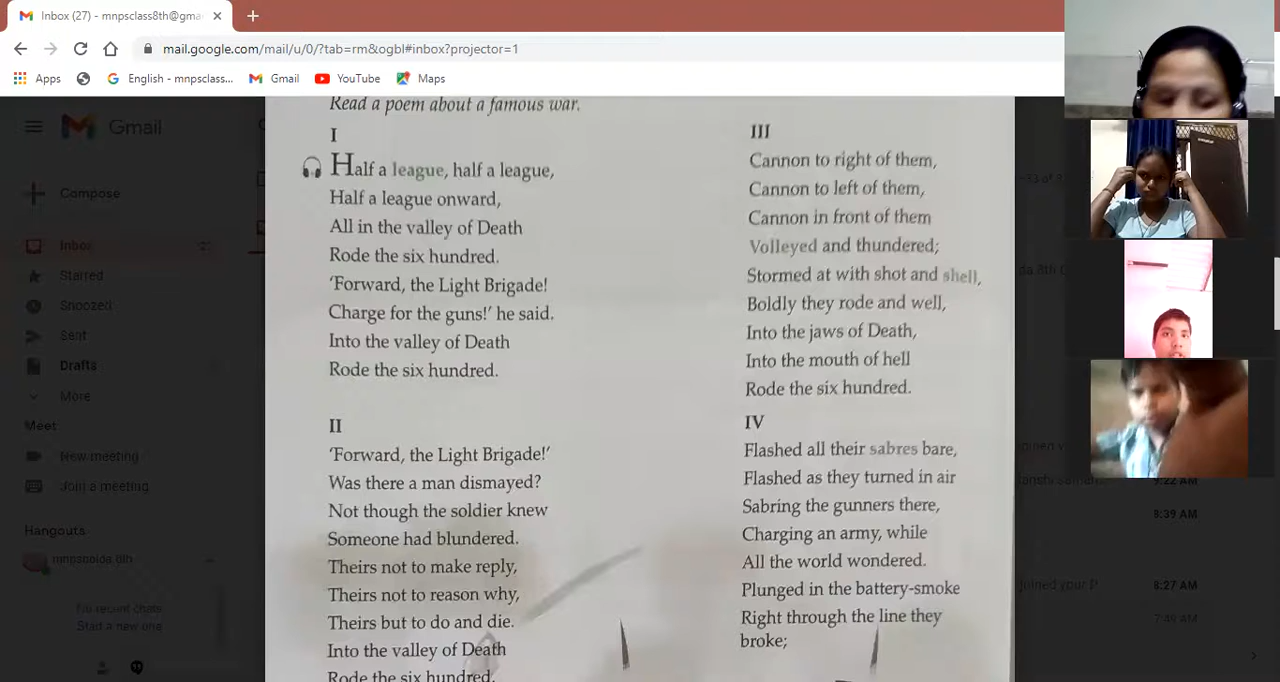 Inbox (27) - mnpsclass8th@gma
mail.google.com/mail/u/0/?tab=rm&ogbl#inbox?projector=1
Apps
English - mnpsclass...
Gmail
YouTube
Maps
Gmail
Compose
Inbox
Starred
Snoozed
Sent
Drafts
More
Meet
New meeting
Join a meeting
Hangouts
No recent chats
Start a new one
Read a poem about a famous war.
I
Half a league, half a league,
Half a league onward,
All in the valley of Death
Rode the six hundred.
‘Forward, the Light Brigade!
Charge for the guns!’ he said.
Into the valley of Death
Rode the six hundred.
II
‘Forward, the Light Brigade!’
Was there a man dismayed?
Not though the soldier knew
Someone had blundered.
Theirs not to make reply,
Theirs not to reason why,
Theirs but to do and die.
Into the valley of Death
Rode the six hundred.
III
Cannon to right of them,
Cannon to left of them,
Cannon in front of them
Volleyed and thundered;
Stormed at with shot and shell,
Boldly they rode and well,
Into the jaws of Death,
Into the mouth of hell
Rode the six hundred.
IV
Flashed all their sabres bare,
Flashed as they turned in air
Sabring the gunners there,
Charging an army, while
All the world wondered.
Plunged in the battery-smoke
Right through the line they
broke;
9:22 AM
8:39 AM
joined your
8:27 AM
7:49 AM